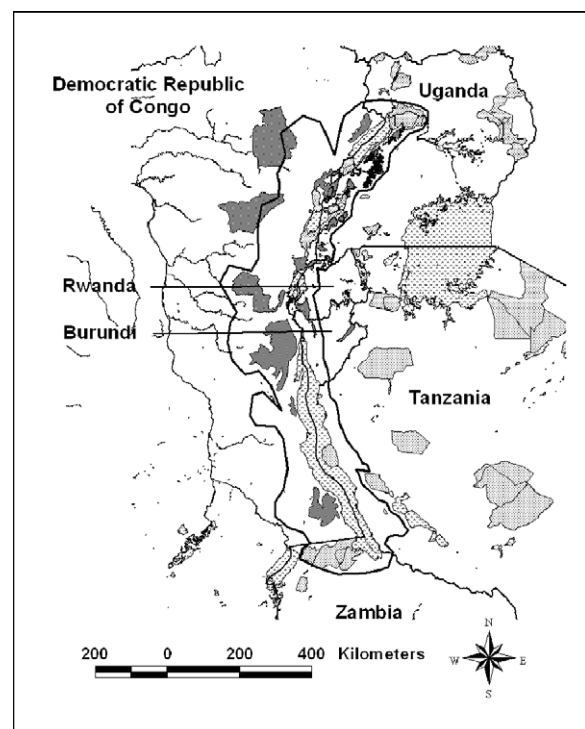 Democratic Republic
of Congo
Uganda
Rwanda
Burundi
Tanzania
Zambia
200 0 200 400 Kilometers
N
W E
S